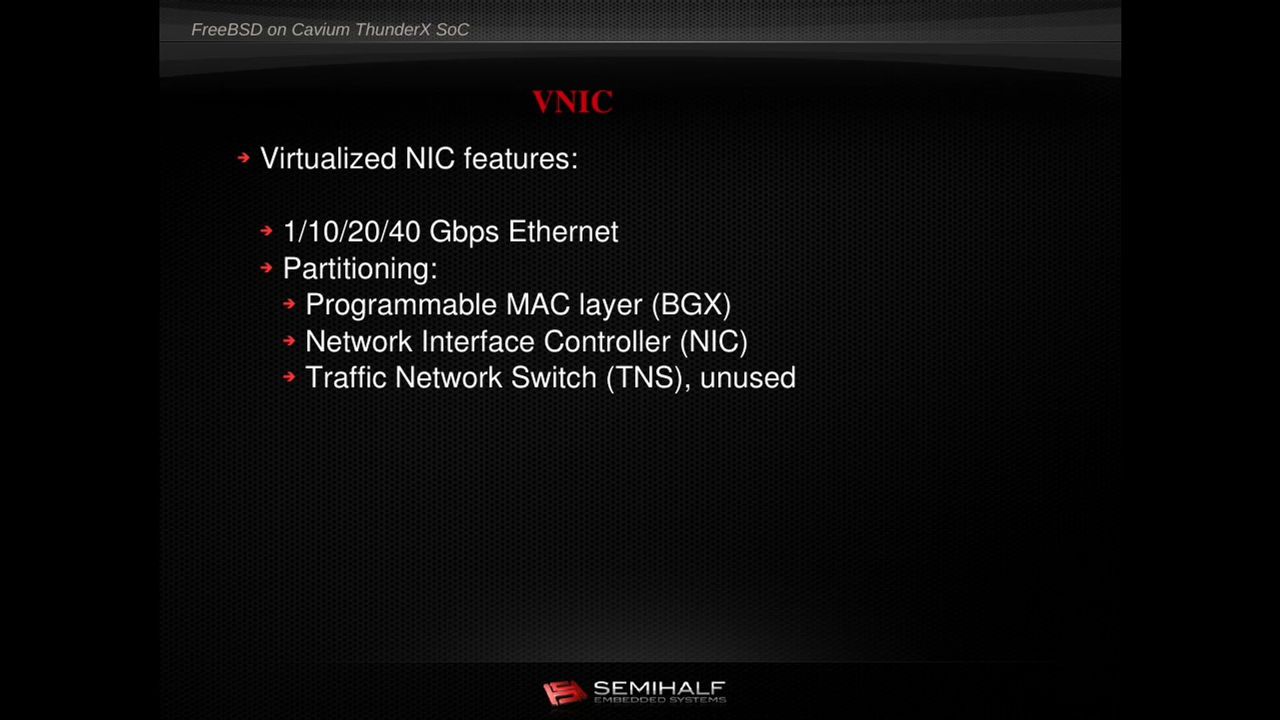 FreeBSD on Cavium ThunderX SoC
VNIC
Virtualized NIC features:
1/10/20/40 Gbps Ethernet
Partitioning:
Programmable MAC layer (BGX)
Network Interface Controller (NIC)
Traffic Network Switch (TNS), unused
SEMIHALF
EMBEDDED SYSTEMS